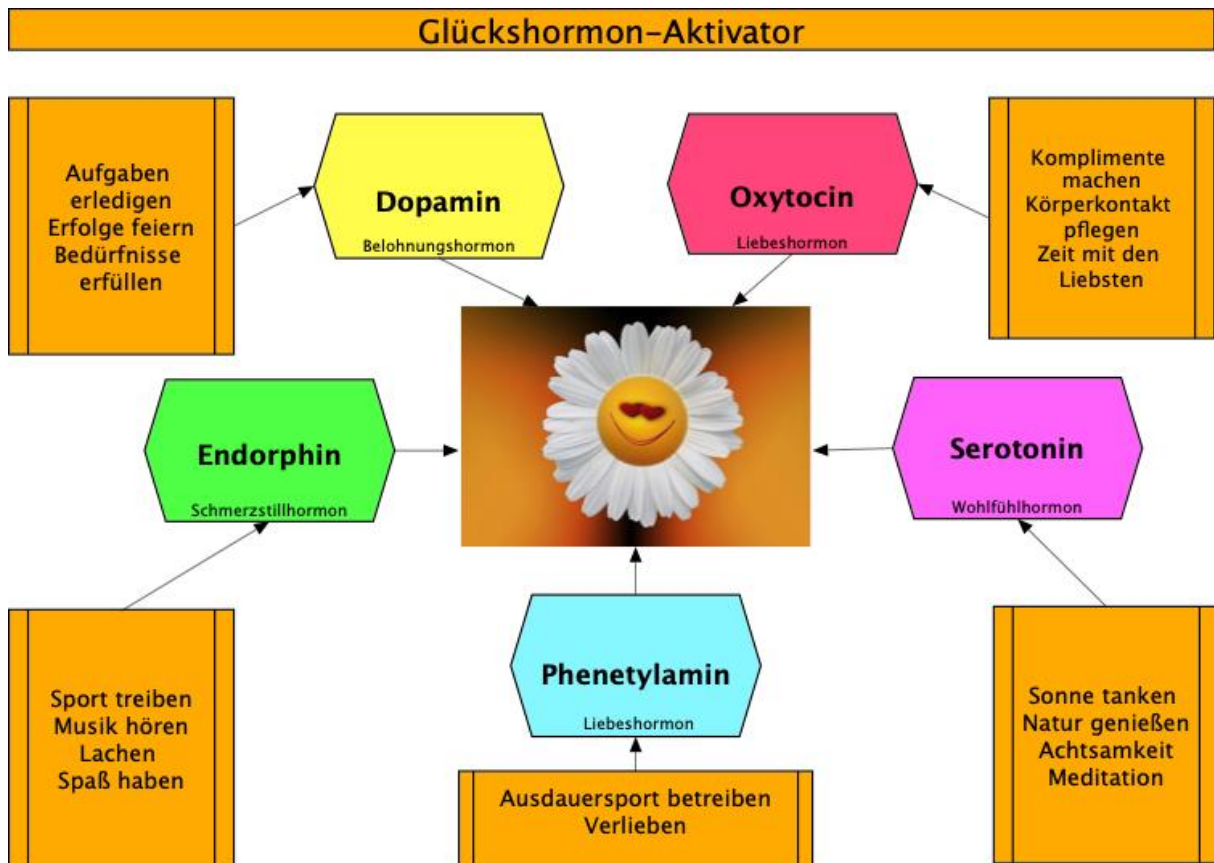 Glückshormon-Aktivator
Aufgaben
erledigen
Erfolge feiern
Bedürfnisse
erfüllen
Dopamin
Belohnungshormon
Oxytocin
Liebeshormon
Komplimente
machen
Körperkontakt
pflegen
Zeit mit den
Liebsten
Endorphin
Schmerzstillhormon
Serotonin
Wohlfühlhormon
Sport treiben
Musik hören
Lachen
Spaß haben
Phenetylamin
Liebeshormon
Ausdauersport betreiben
Verlieben
Sonne tanken
Natur genießen
Achtsamkeit
Meditation